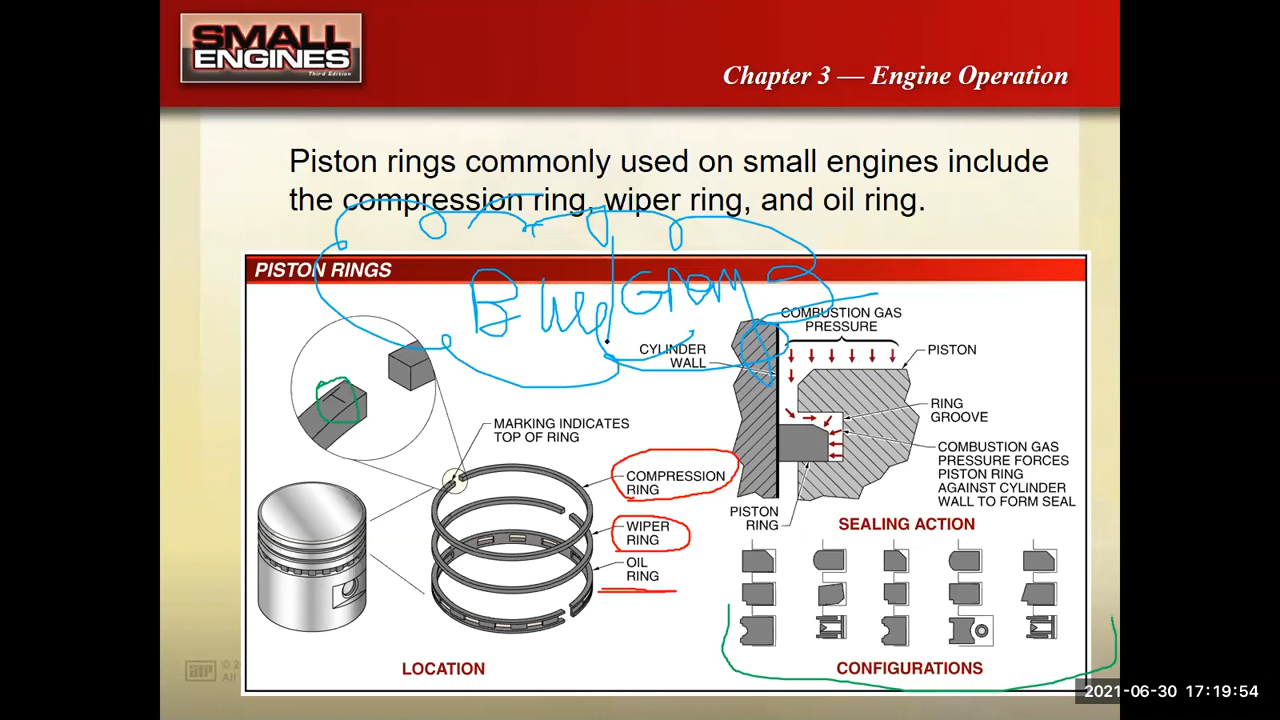 SMALL
ENGINES
Third Edition
Chapter 3 — Engine Operation
Piston rings commonly used on small engines include
the compression ring, wiper ring, and oil ring.
PISTON RINGS
COMBUSTION GAS
PRESSURE
CYLINDER
WALL
PISTON
RING
GROOVE
MARKING INDICATES
TOP OF RING
COMBUSTION GAS
PRESSURE FORCES
PISTON RING
AGAINST CYLINDER
WALL TO FORM SEAL
COMPRESSION
RING
PISTON
RING
SEALING ACTION
WIPER
RING
OIL
RING
LOCATION
CONFIGURATIONS
2021-06-30 17:19:54